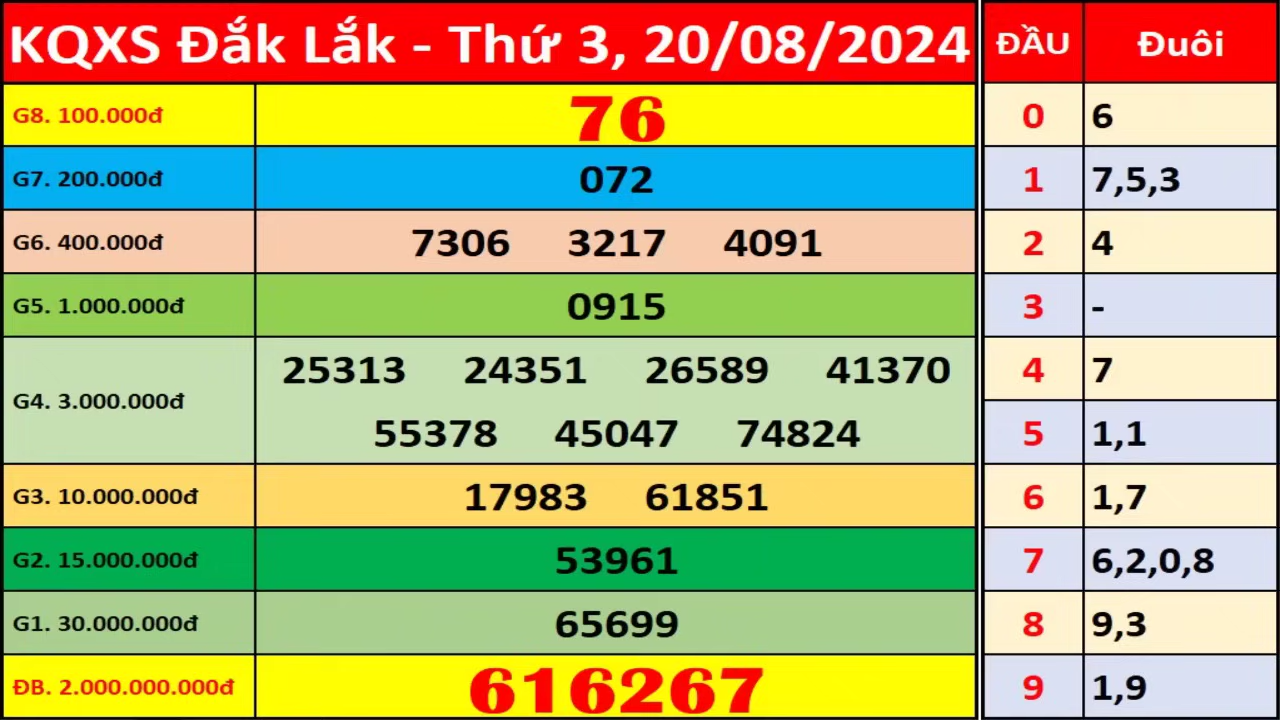 KQXS Đắk Lắk - Thứ 3, 20/08/2024
G8. 100.000đ 76
G7. 200.000đ 072
G6. 400.000đ 7306 3217 4091
G5. 1.000.000đ 0915
G4. 3.000.000đ 25313 24351 26589 41370
55378 45047 74824
G3. 10.000.000đ 17983 61851
G2. 15.000.000đ 53961
G1. 30.000.000đ 65699
ĐB. 2.000.000.000đ 616267
ĐẦU Đuôi
0 6
1 7,5,3
2 4
3 -
4 7
5 1,1
6 1,7
7 6,2,0,8
8 9,3
9 1,9